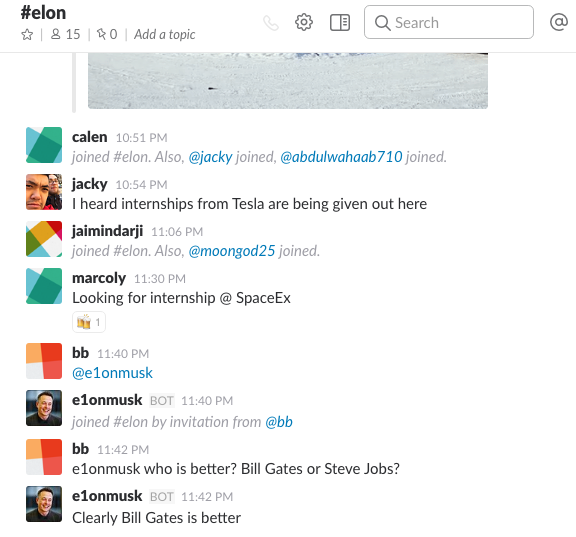 #elon
15 | 0 | Add a topic
Search
calen 10:51 PM
joined #elon. Also, @jacky joined, @abdulwahaab710 joined.
jacky 10:54 PM
I heard internships from Tesla are being given out here
jaimindarji 11:06 PM
joined #elon. Also, @moongod25 joined.
marcoly 11:30 PM
Looking for internship @ SpaceEx
1
bb 11:40 PM
@e1onmusk
e1onmusk BOT 11:40 PM
joined #elon by invitation from @bb
bb 11:42 PM
e1onmusk who is better? Bill Gates or Steve Jobs?
e1onmusk BOT 11:42 PM
Clearly Bill Gates is better